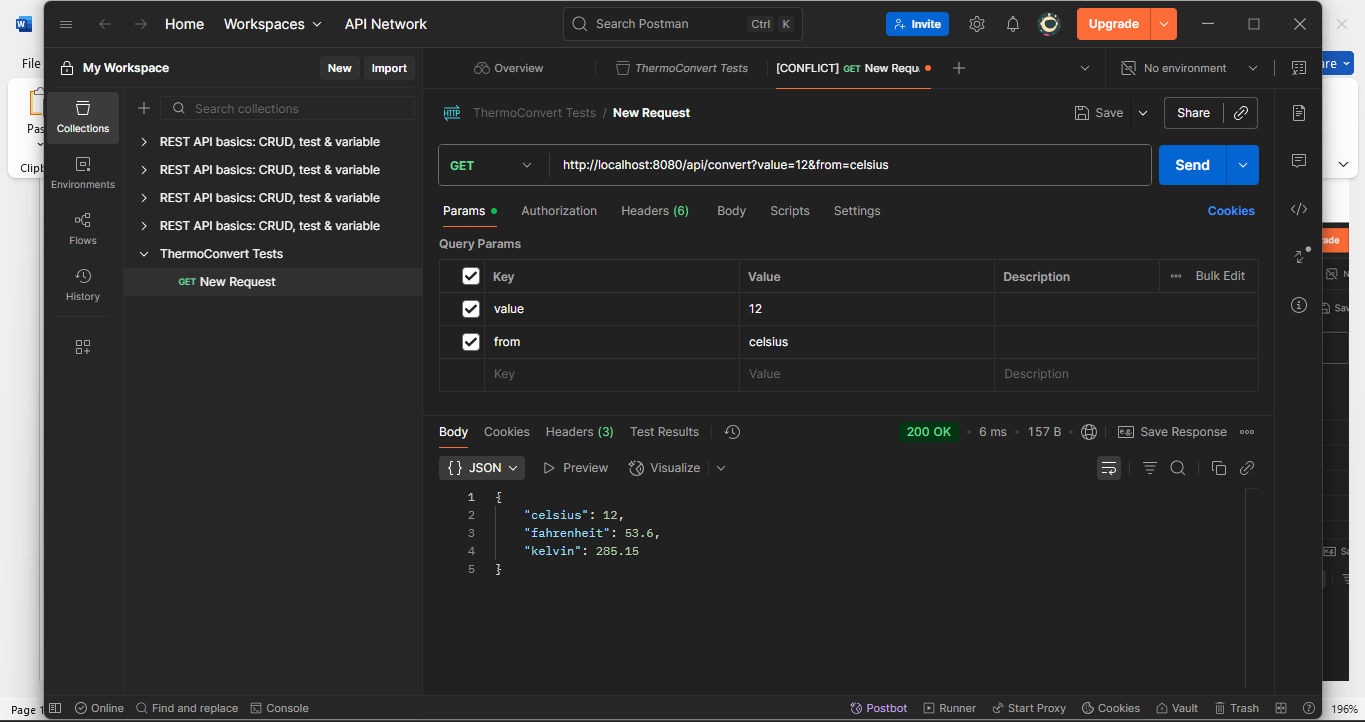 Home Workspaces API Network Search Postman Ctrl K Invite Upgrade
File
My Workspace New Import Overview ThermoConvert Tests [CONFLICT] GET New Requ No environment
are
Search collections
ThermoConvert Tests / New Request Save Share
Collections
Environments
Flows
History
REST API basics: CRUD, test & variable
REST API basics: CRUD, test & variable
REST API basics: CRUD, test & variable
REST API basics: CRUD, test & variable
ThermoConvert Tests
GET New Request
HTTP
GET http://localhost:8080/api/convert?value=12&from=celsius Send
Params Authorization Headers (6) Body Scripts Settings Cookies
Query Params
Key Value Description Bulk Edit
value 12
from celsius
Key Value Description
Body Cookies Headers (3) Test Results 200 OK 6 ms 157 B e.g. Save Response
{} JSON Preview Visualize
1 {
2 "celsius": 12,
3 "fahrenheit": 53.6,
4 "kelvin": 285.15
5 }
Online Find and replace Console Postbot Runner Start Proxy Cookies Vault Trash
Page 196%